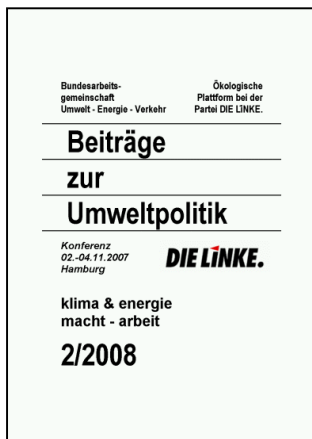 Bundesarbeits-
gemeinschaft
Umwelt - Energie - Verkehr
Ökologische
Plattform bei der
Partei DIE LINKE.
Beiträge
zur
Umweltpolitik
Konferenz
02.-04.11.2007
Hamburg
DIE LINKE.
klima & energie
macht - arbeit
2/2008